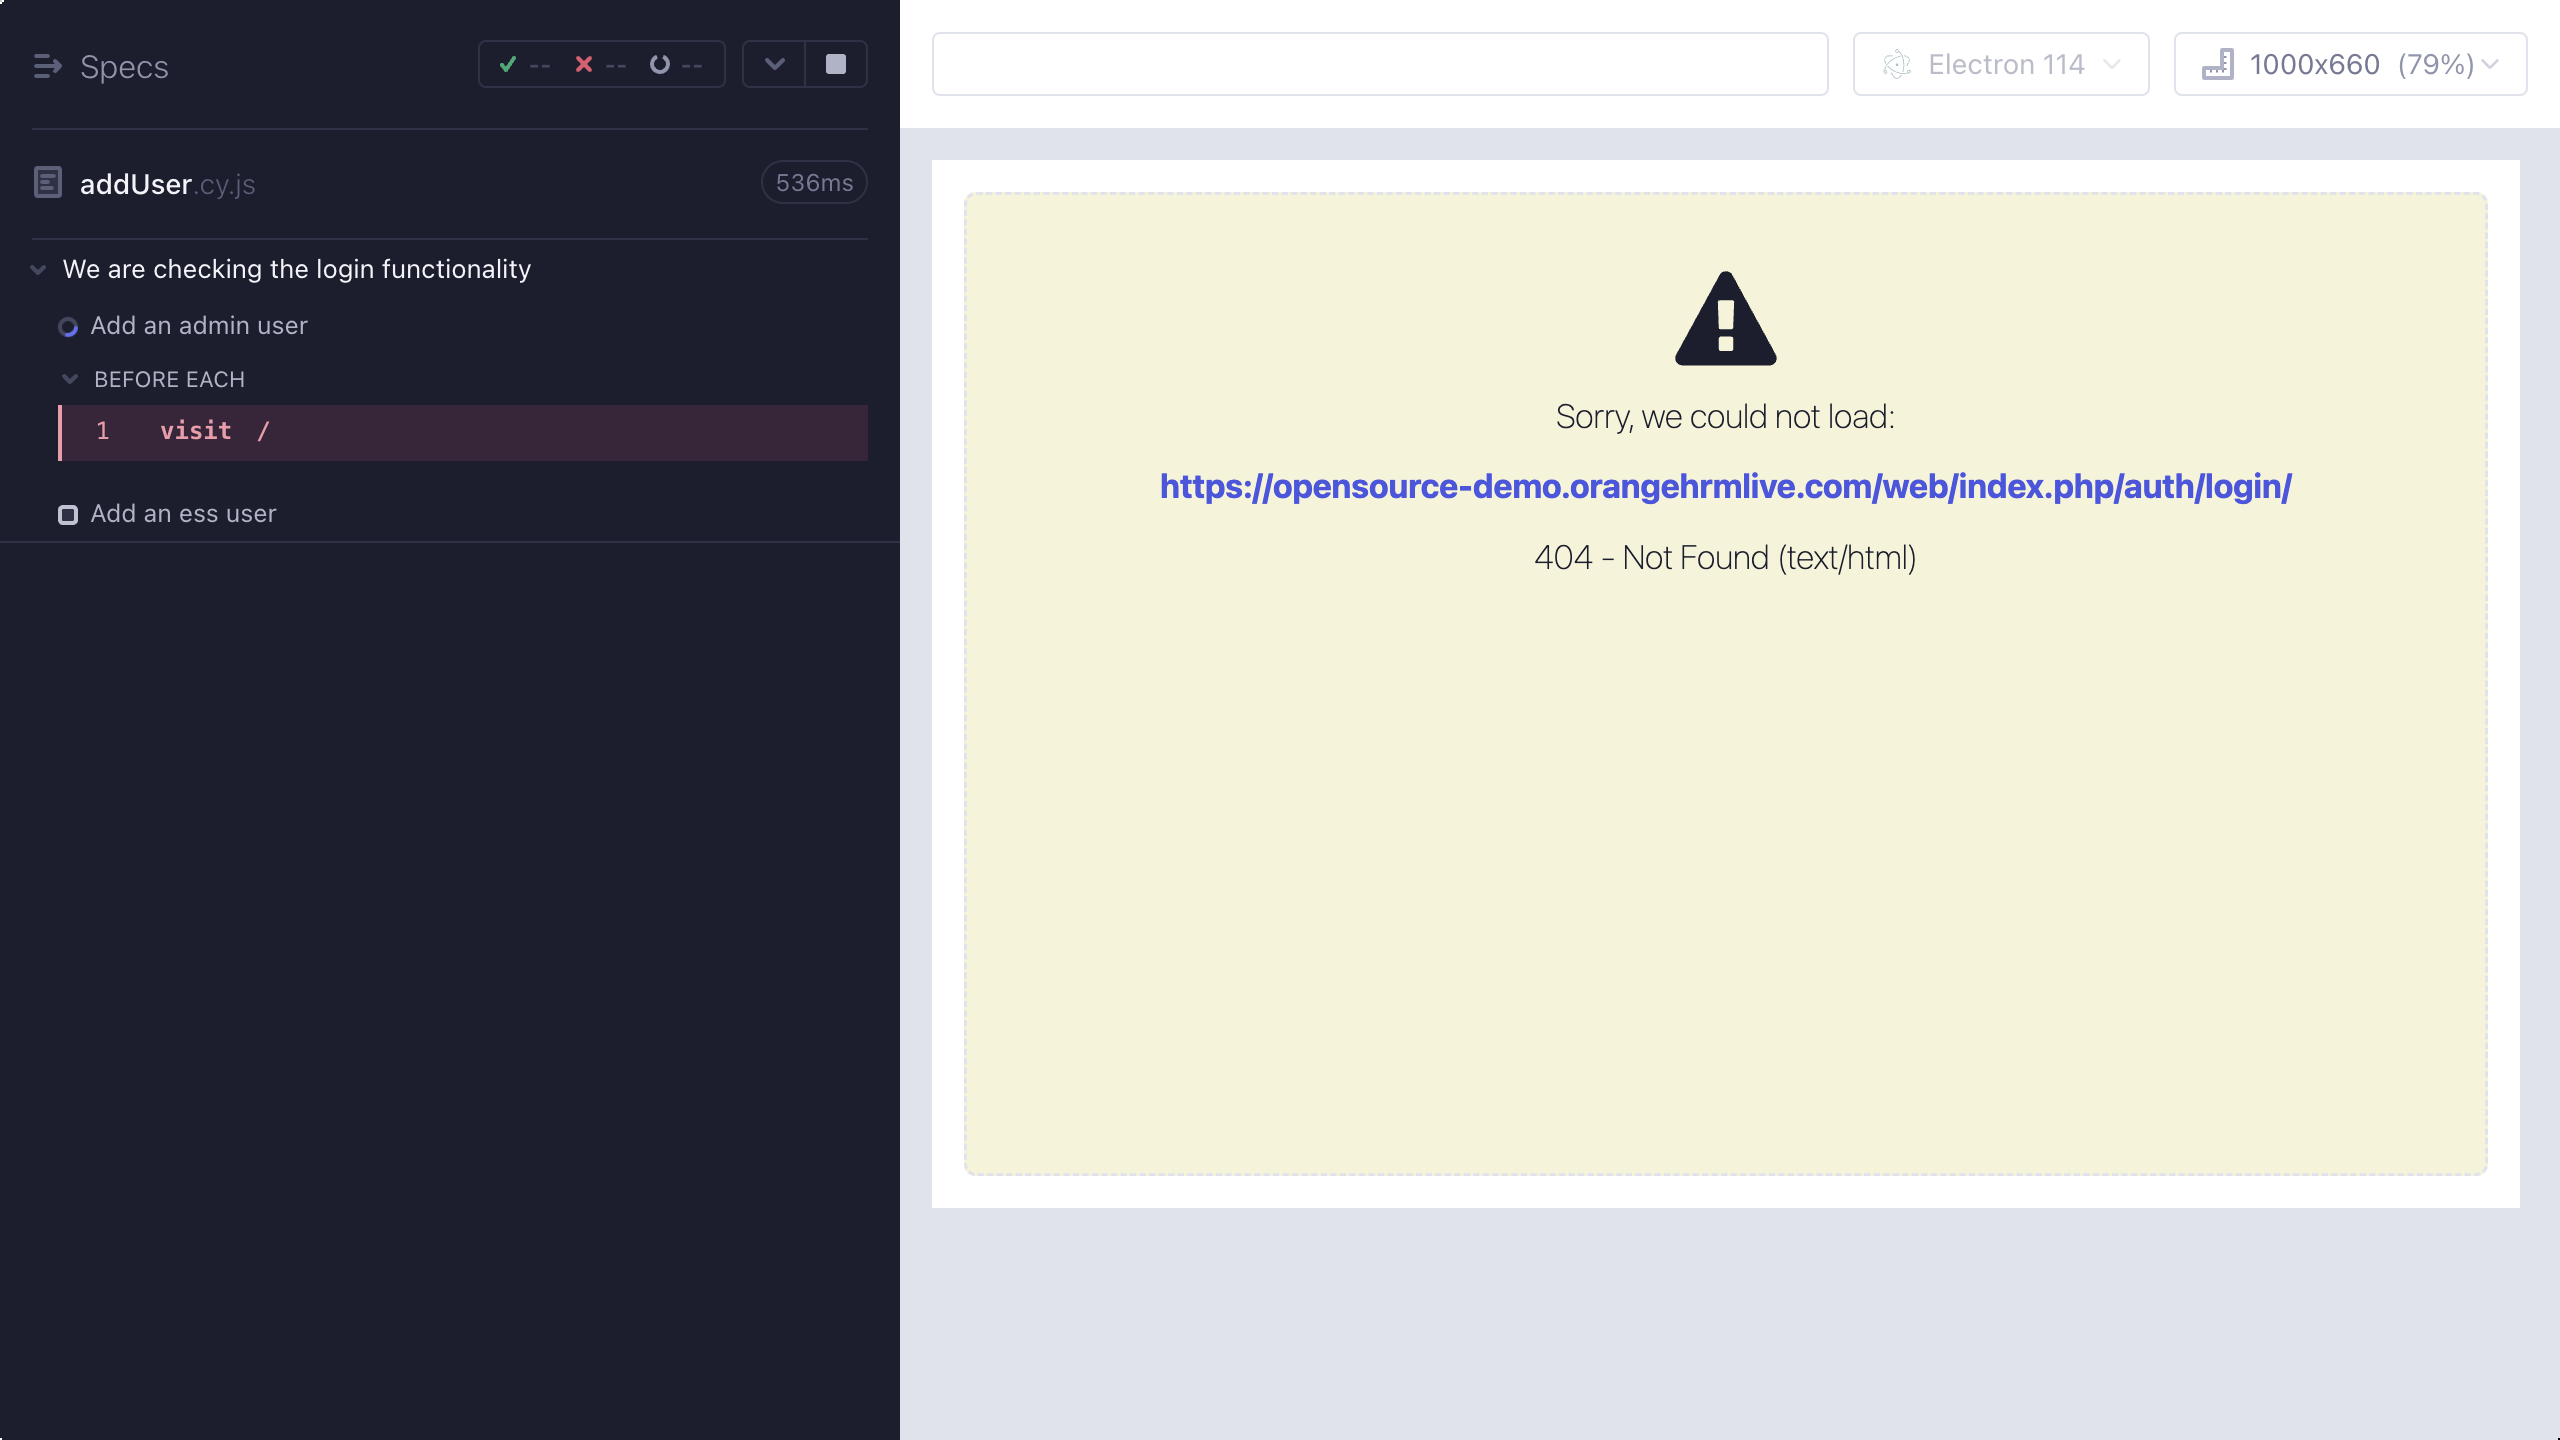 Specs
-- -- --
addUser.cy.js
536ms
We are checking the login functionality
Add an admin user
BEFORE EACH
1 visit /
Add an ess user
Electron 114
1000x660 (79%)
Sorry, we could not load:
https://opensource-demo.orangehrmlive.com/web/index.php/auth/login/
404 - Not Found (text/html)